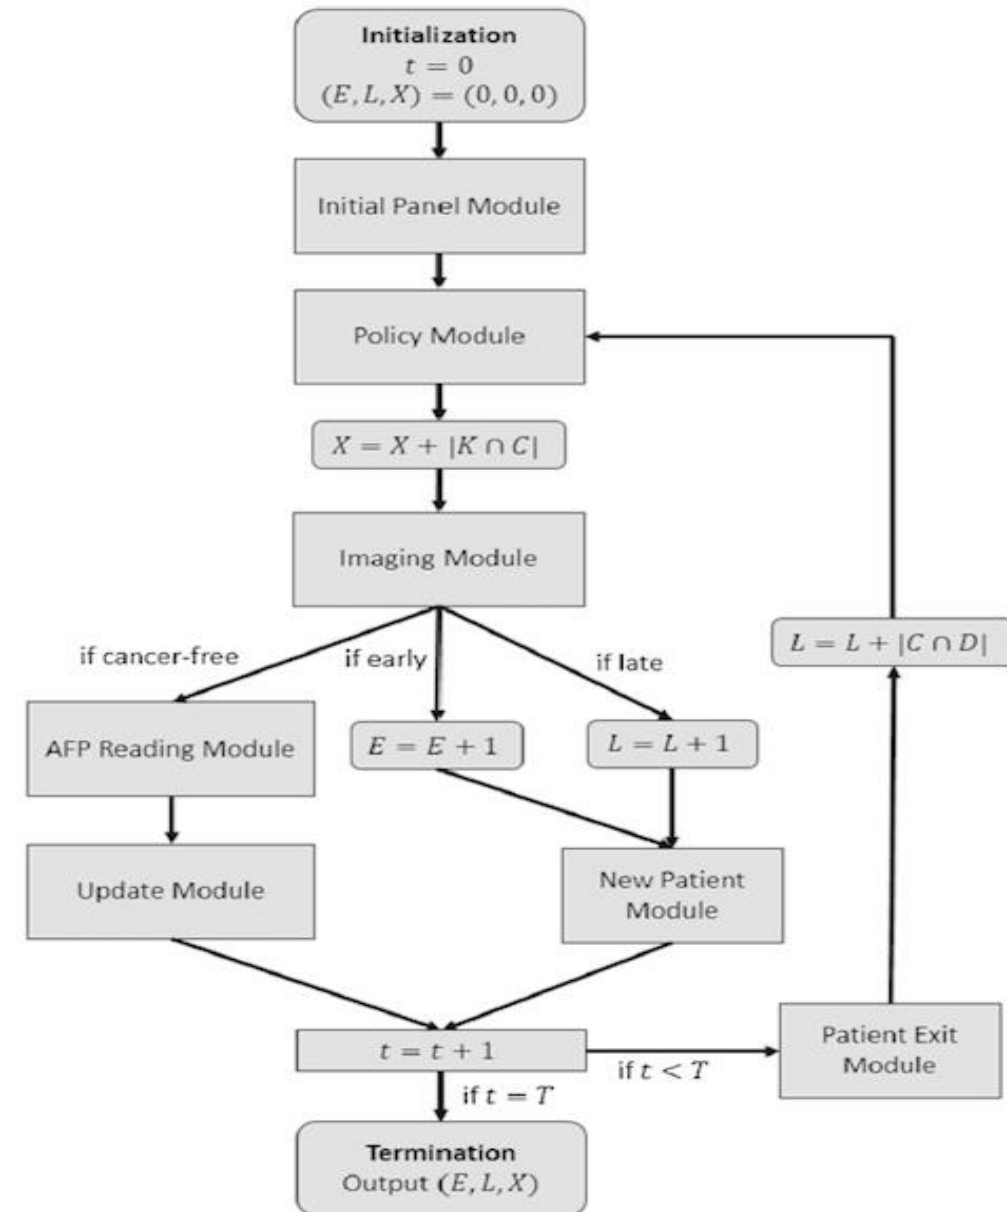 Initialization
t = 0
(E, L, X) = (0, 0, 0)
Initial Panel Module
Policy Module
X = X + |K ∩ C|
Imaging Module
if cancer-free
if early
if late
L = L + |C ∩ D|
AFP Reading Module
E = E + 1
L = L + 1
Update Module
New Patient
Module
t = t + 1
if t < T
Patient Exit
Module
if t = T
Termination
Output (E, L, X)